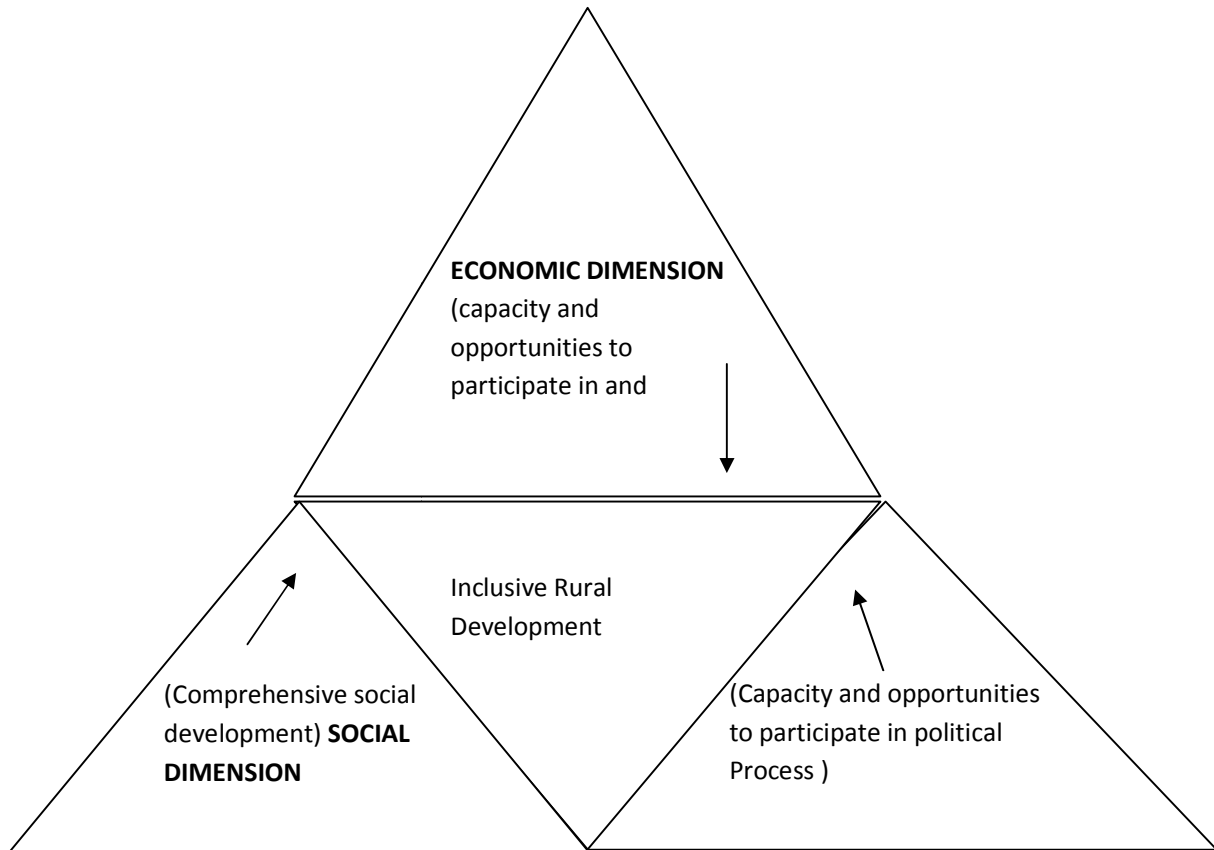 ECONOMIC DIMENSION
(capacity and
opportunities to
participate in and
Inclusive Rural
Development
(Comprehensive social
development) SOCIAL
DIMENSION
(Capacity and opportunities
to participate in political
Process )